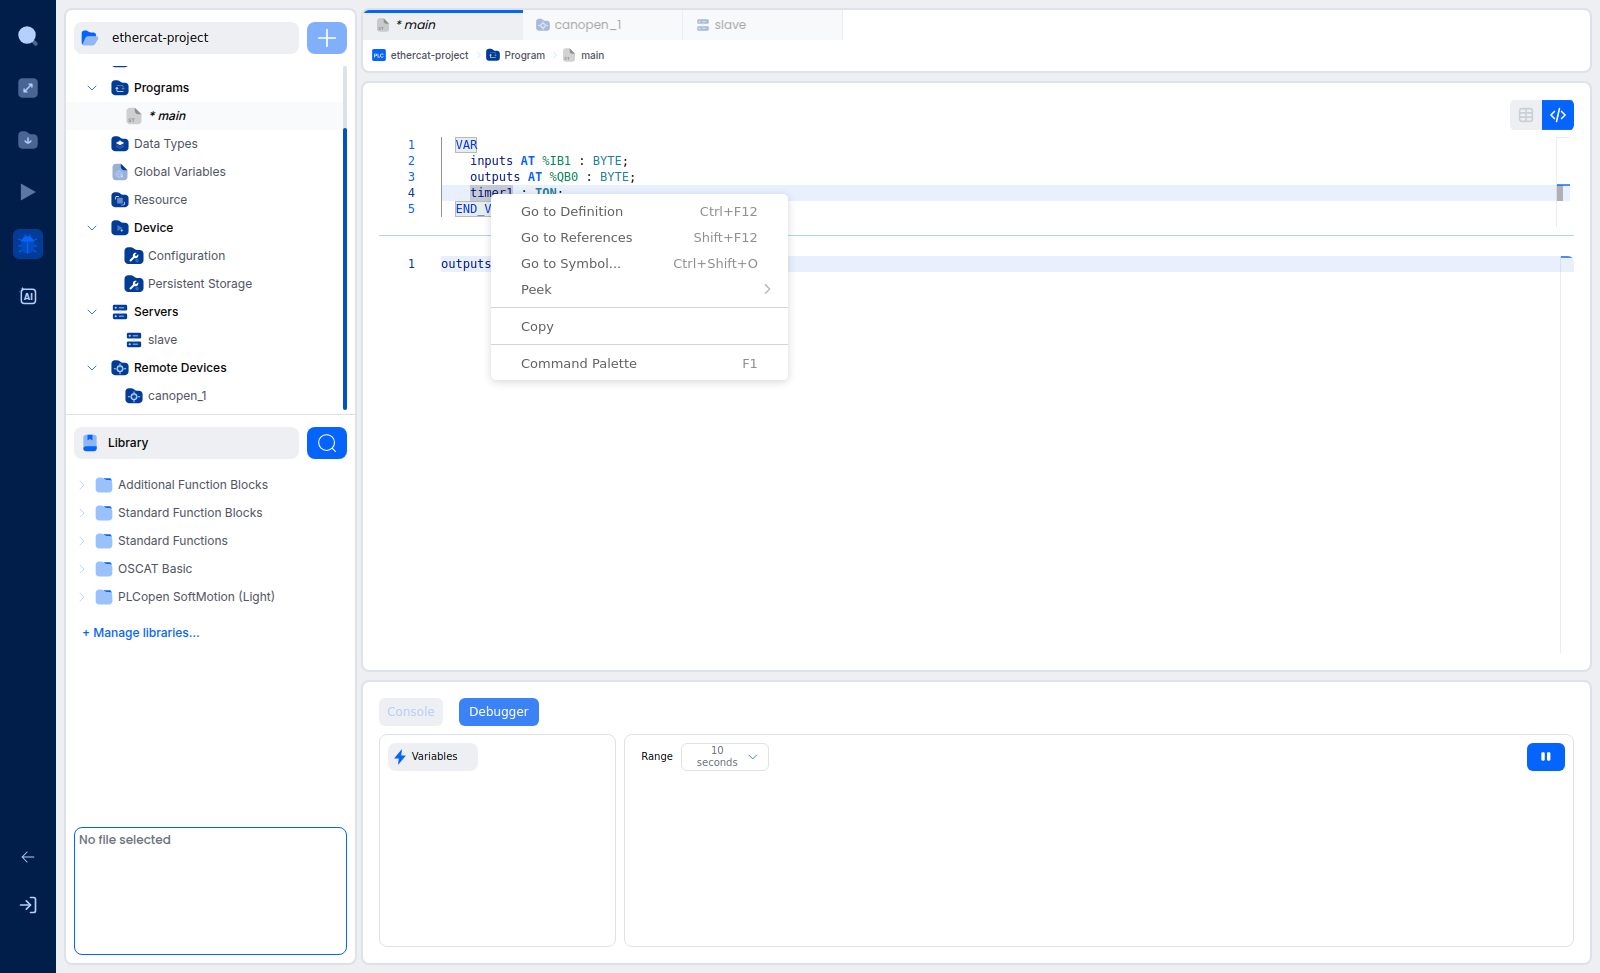 ethercat-project
Programs
* main
Data Types
Global Variables
Resource
Device
Configuration
Persistent Storage
Servers
slave
Remote Devices
canopen_1
Library
Additional Function Blocks
Standard Function Blocks
Standard Functions
OSCAT Basic
PLCopen SoftMotion (Light)
+ Manage libraries...
No file selected
AI
* main
canopen_1
slave
PLC ethercat-project
Program
main
1 VAR
2 inputs AT %IB1 : BYTE;
3 outputs AT %QB0 : BYTE;
4 timer1 : TON;
5 END_V
1 outputs
Go to Definition Ctrl+F12
Go to References Shift+F12
Go to Symbol... Ctrl+Shift+O
Peek
Copy
Command Palette F1
Console
Debugger
Variables
Range
10
seconds